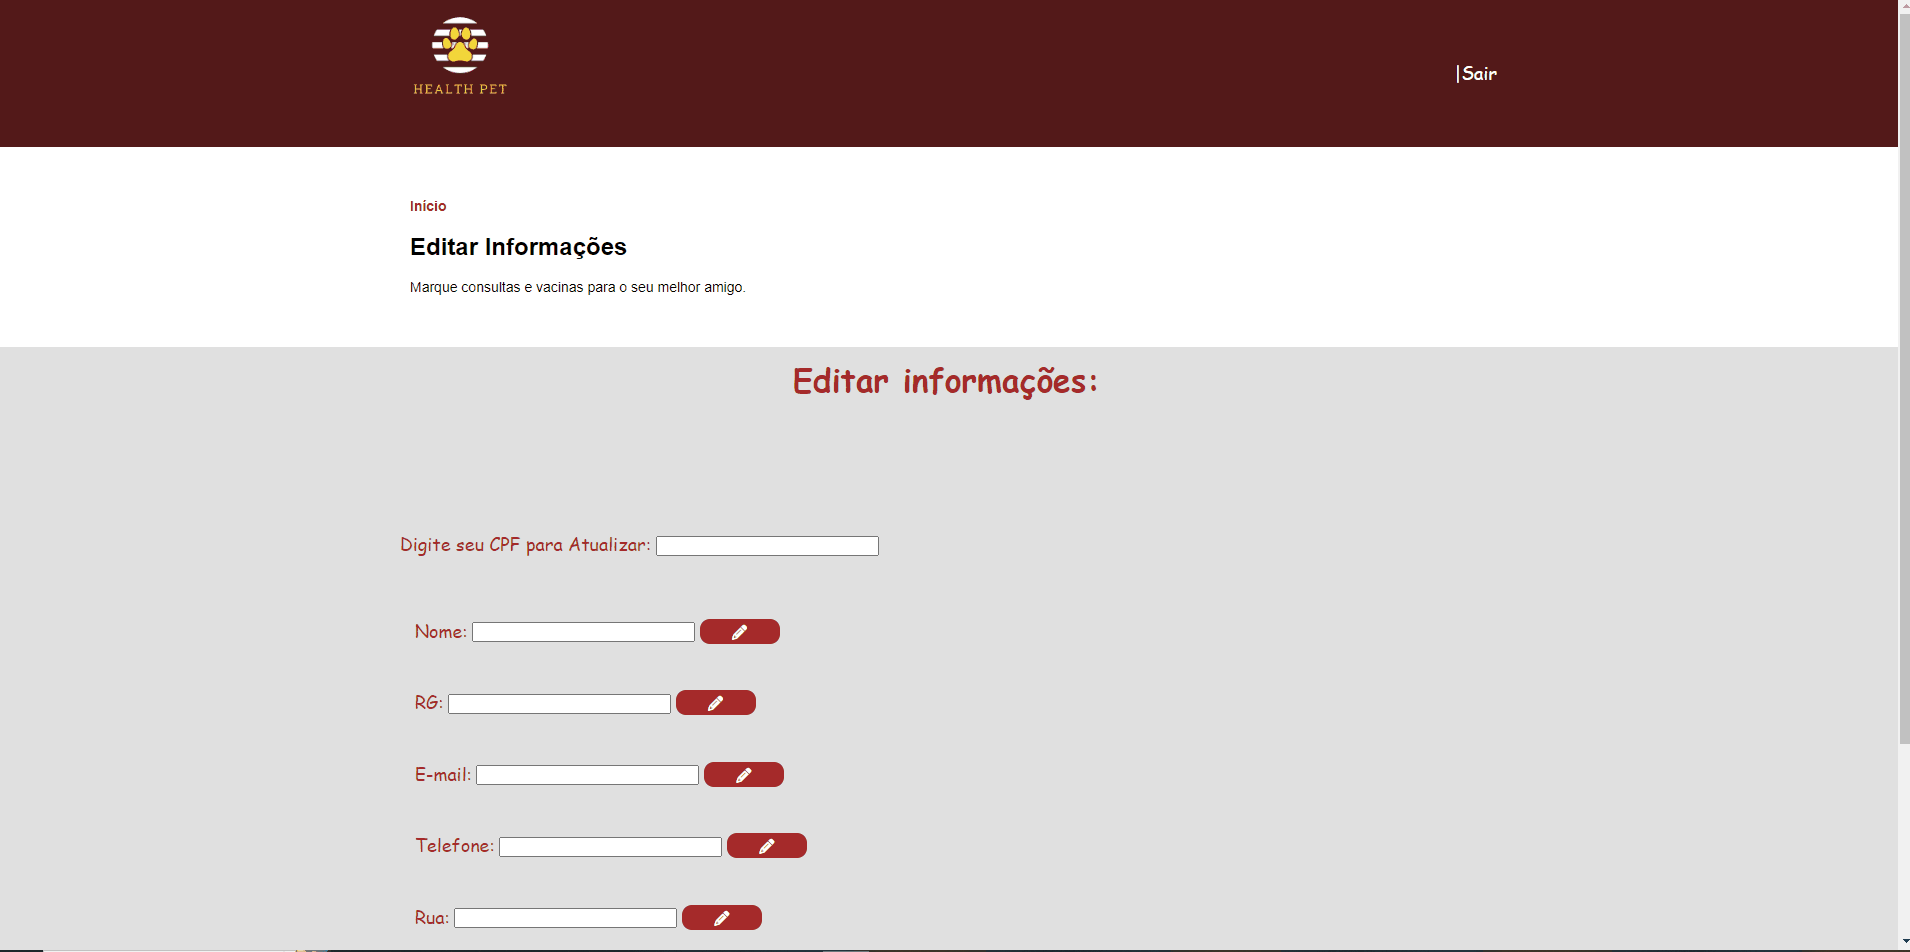 HEALTH PET
|Sair
Início
Editar Informações
Marque consultas e vacinas para o seu melhor amigo.
Editar informações:
Digite seu CPF para Atualizar:
Nome:
RG:
E-mail:
Telefone:
Rua: